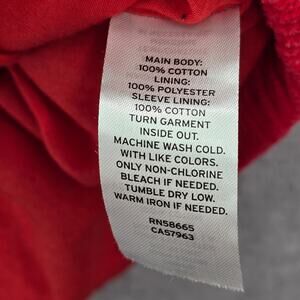 MAIN BODY:
100% COTTON
LINING:
100% POLYESTER
SLEEVE LINING:
100% COTTON
TURN GARMENT
INSIDE OUT.
MACHINE WASH COLD.
WITH LIKE COLORS.
ONLY NON-CHLORINE
BLEACH IF NEEDED.
TUMBLE DRY LOW.
WARM IRON IF NEEDED.
RN58665
CA57963